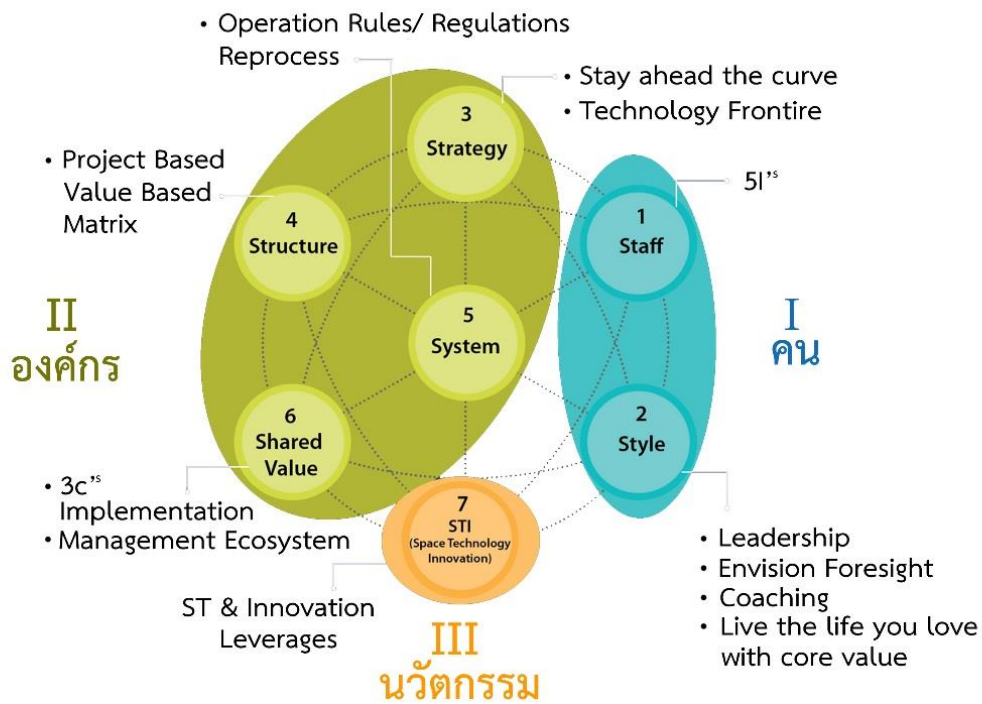 • Operation Rules/ Regulations
Reprocess
• Stay ahead the curve
• Technology Frontire
3
Strategy
• Project Based
Value Based
Matrix
5I's
4
Structure
1
Staff
II
องค์กร
5
System
I
คน
6
Shared
Value
2
Style
• 3c's
Implementation
• Management Ecosystem
7
STI
(Space Technology
Innovation)
• Leadership
• Envision Foresight
• Coaching
• Live the life you love
with core value
ST & Innovation
Leverages
III
นวัตกรรม